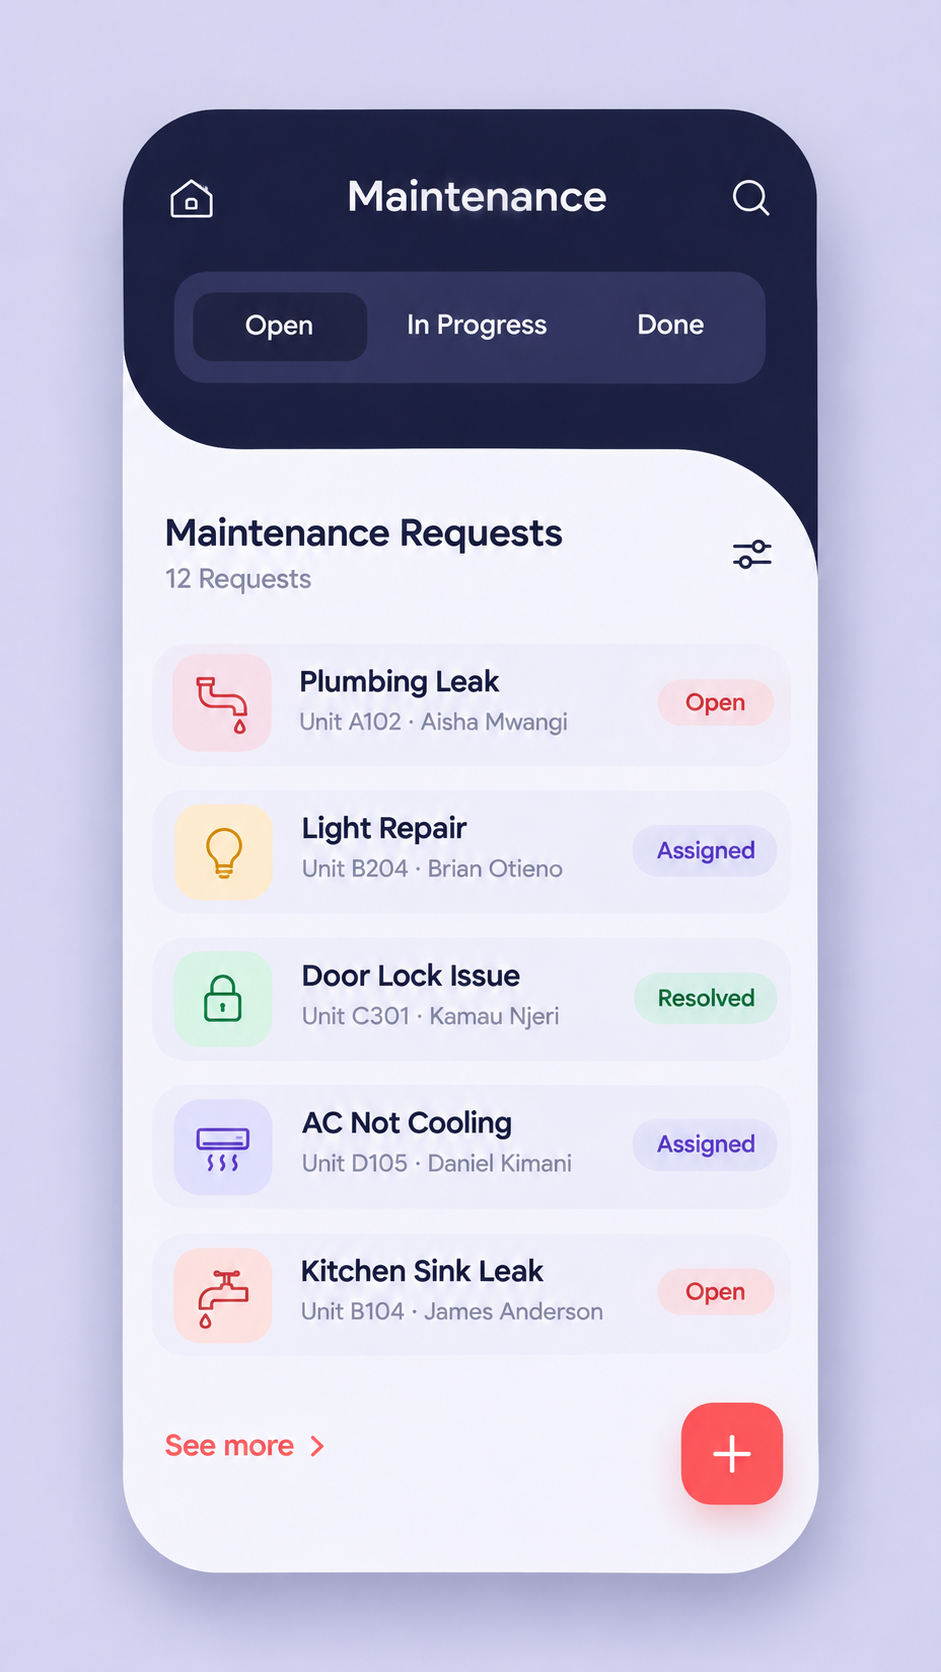 Maintenance
Open
In Progress
Done
Maintenance Requests
12 Requests
Plumbing Leak
Unit A102 · Aisha Mwangi
Open
Light Repair
Unit B204 · Brian Otieno
Assigned
Door Lock Issue
Unit C301 · Kamau Njeri
Resolved
AC Not Cooling
Unit D105 · Daniel Kimani
Assigned
Kitchen Sink Leak
Unit B104 · James Anderson
Open
See more